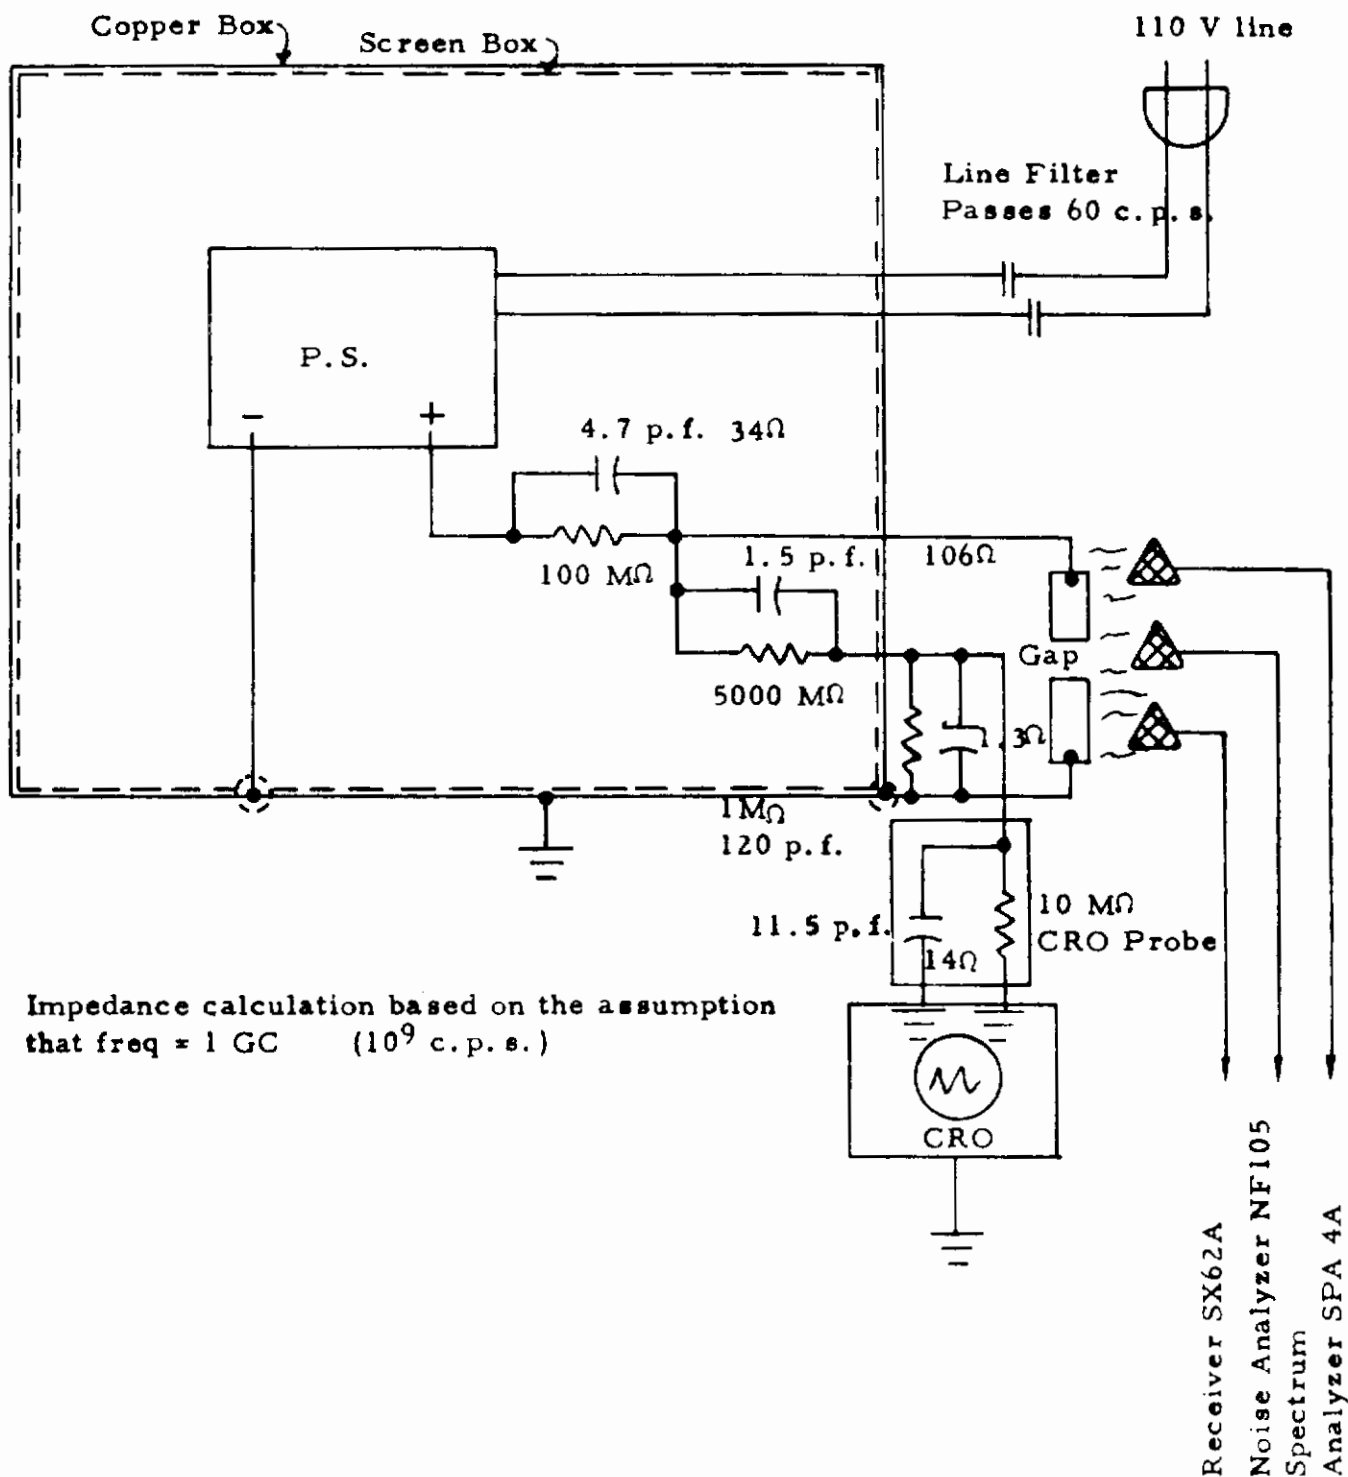 Copper Box
Screen Box
110 V line
Line Filter
Passes 60 c.p.s.
P.S.
- +
4.7 p.f. 34Ω
100 MΩ
1.5 p.f.
106Ω
5000 MΩ
Gap
1.3Ω
1MΩ
120 p.f.
11.5 p.f.
14Ω
10 MΩ
CRO Probe
Impedance calculation based on the assumption
that freq = 1 GC (10⁹ c.p.s.)
CRO
Receiver SX62A
Noise Analyzer NF105
Spectrum
Analyzer SPA 4A